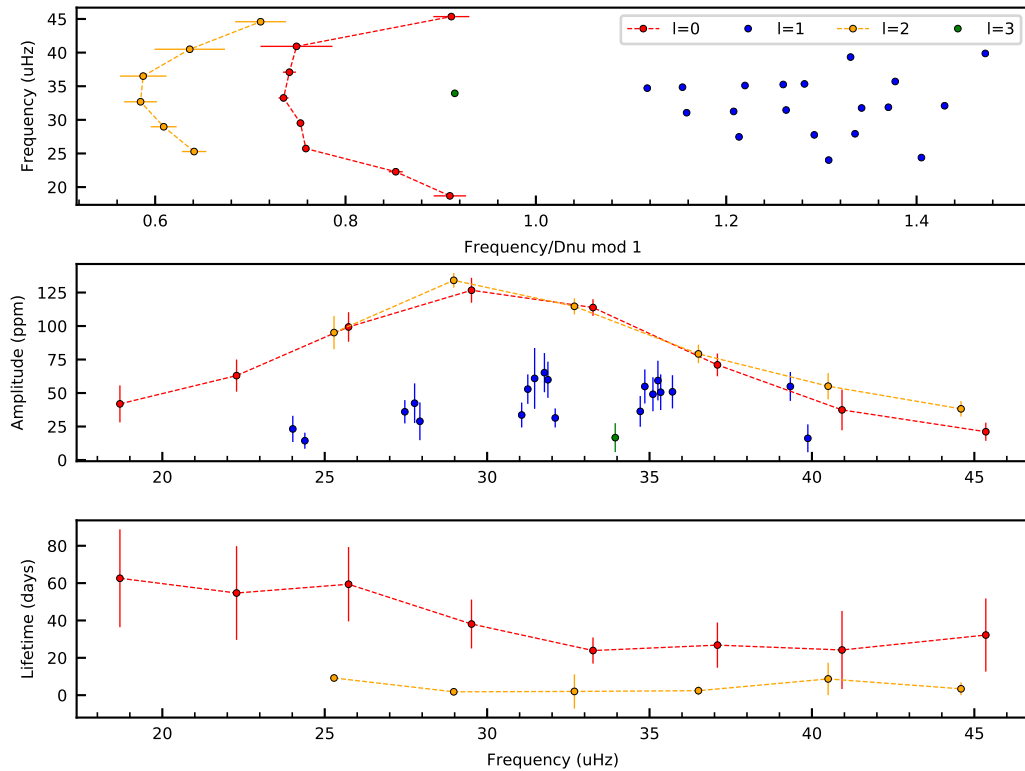 l=0 l=1 l=2 l=3
Frequency (uHz)
45
40
35
30
25
20
0.6 0.8 1.0 1.2 1.4
Frequency/Dnu mod 1
Amplitude (ppm)
125
100
75
50
25
0
20 25 30 35 40 45
Lifetime (days)
80
60
40
20
0
20 25 30 35 40 45
Frequency (uHz)